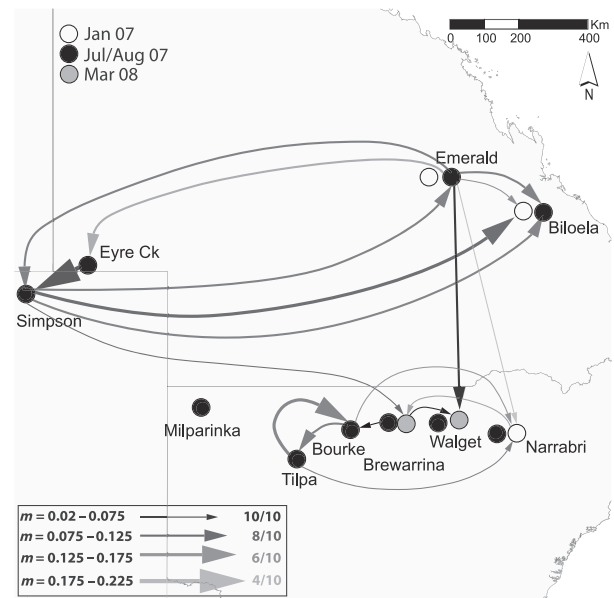 Jan 07
Jul/Aug 07
Mar 08
Km
0 100 200 400
N
Emerald
Biloela
Eyre Ck
Simpson
Milparinka
Bourke
Walget
Narrabri
Brewarrina
Tilpa
m = 0.02 – 0.075 10/10
m = 0.075 – 0.125 8/10
m = 0.125 – 0.175 6/10
m = 0.175 – 0.225 4/10